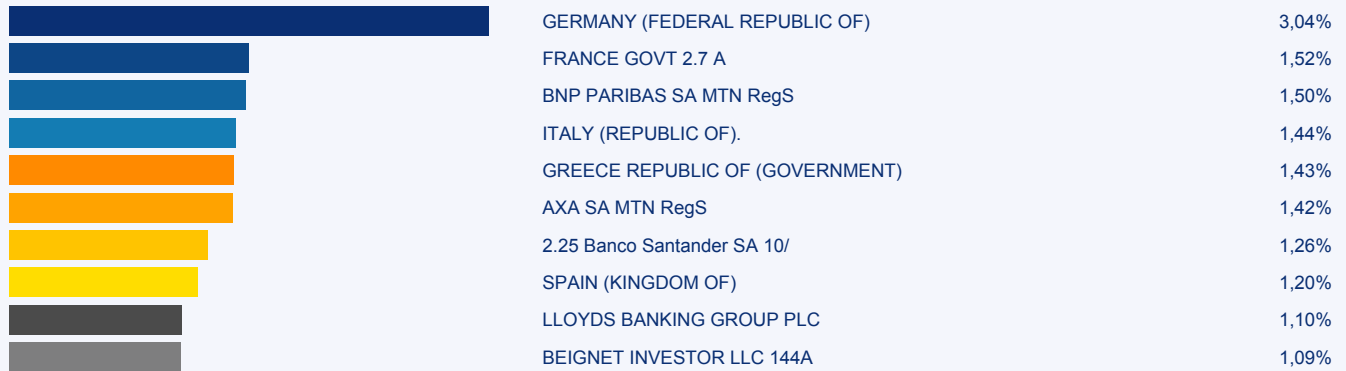 GERMANY (FEDERAL REPUBLIC OF) 3,04%
FRANCE GOVT 2.7 A 1,52%
BNP PARIBAS SA MTN RegS 1,50%
ITALY (REPUBLIC OF). 1,44%
GREECE REPUBLIC OF (GOVERNMENT) 1,43%
AXA SA MTN RegS 1,42%
2.25 Banco Santander SA 10/ 1,26%
SPAIN (KINGDOM OF) 1,20%
LLOYDS BANKING GROUP PLC 1,10%
BEIGNET INVESTOR LLC 144A 1,09%